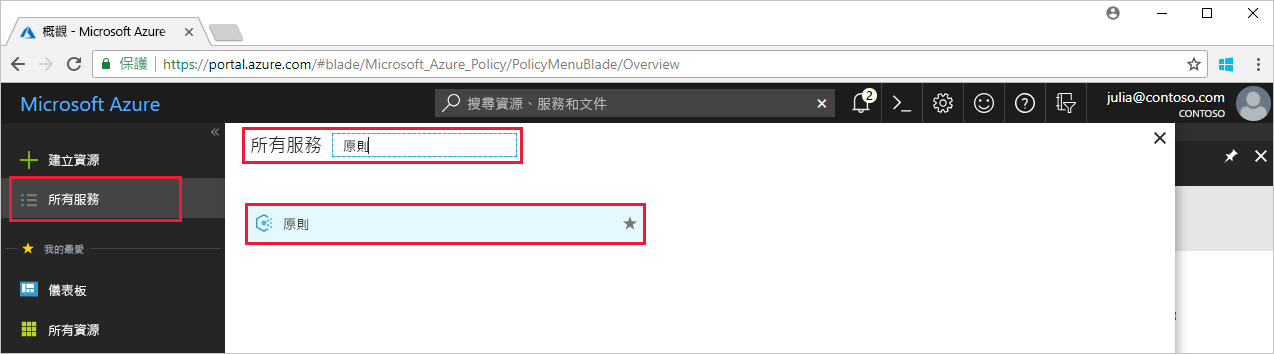 概觀 - Microsoft Azure
保護 https://portal.azure.com/#blade/Microsoft_Azure_Policy/PolicyMenuBlade/Overview
Microsoft Azure
搜尋資源、服務和文件
2
julia@contoso.com
CONTOSO
建立資源
所有服務
我的最愛
儀表板
所有資源
所有服務 原則
原則